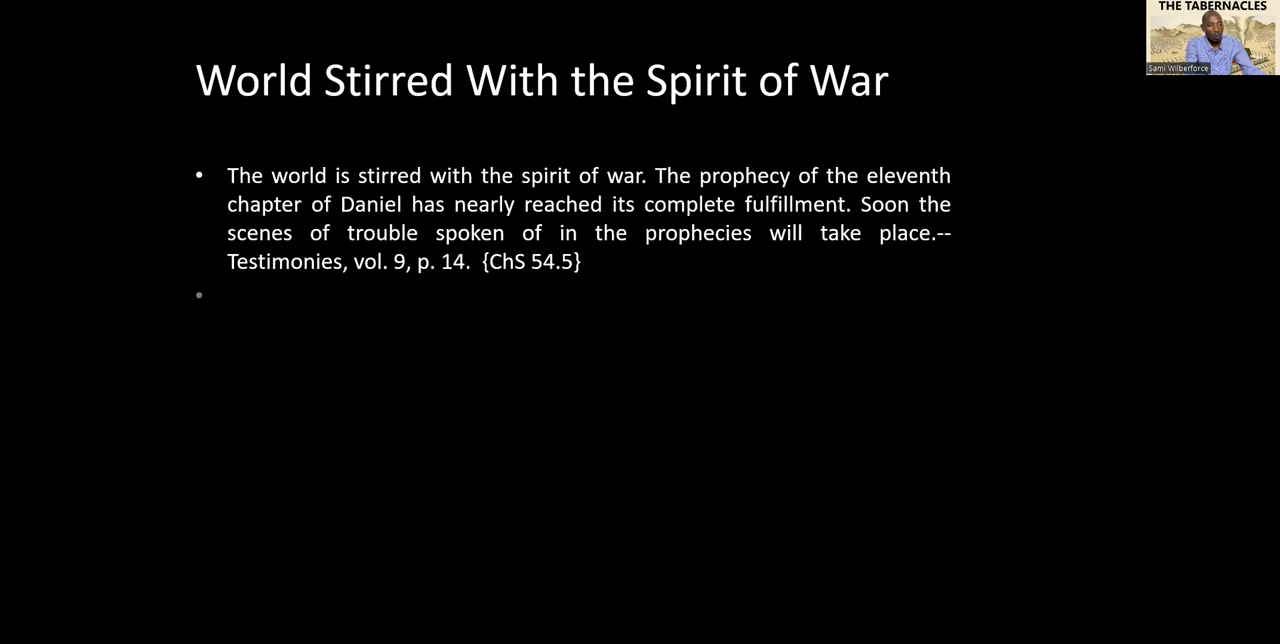 THE TABERNACLES
Sami Wilberforce
World Stirred With the Spirit of War
• The world is stirred with the spirit of war. The prophecy of the eleventh
chapter of Daniel has nearly reached its complete fulfillment. Soon the
scenes of trouble spoken of in the prophecies will take place.--
Testimonies, vol. 9, p. 14. {ChS 54.5}
•